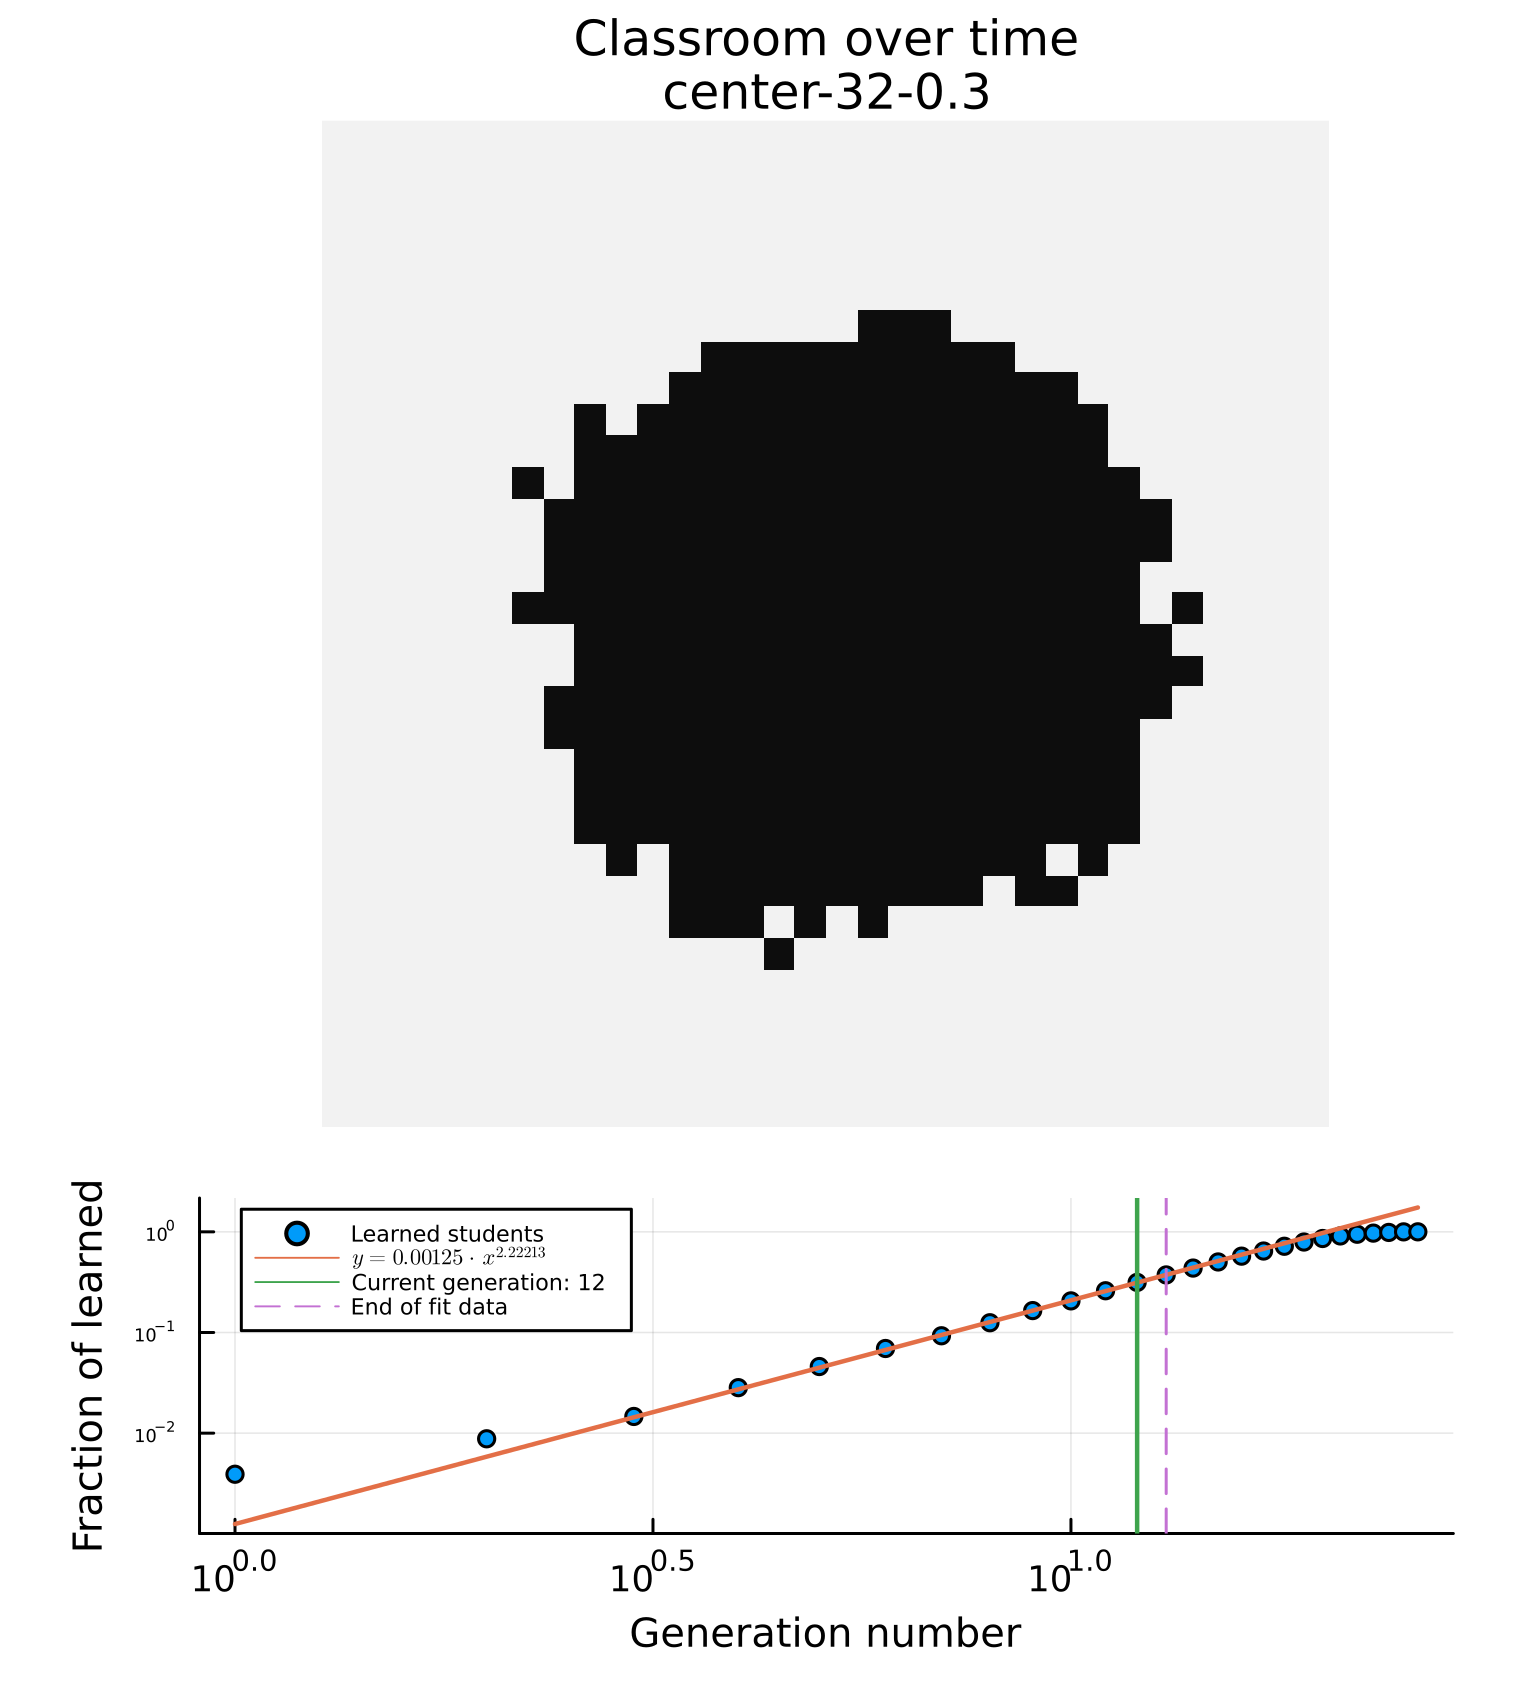 Classroom over time
center-32-0.3
Fraction of learned
10^0
10^−1
10^−2
Learned students
y = 0.00125 · x^2.22213
Current generation: 12
End of fit data
10^0.0 10^0.5 10^1.0
Generation number